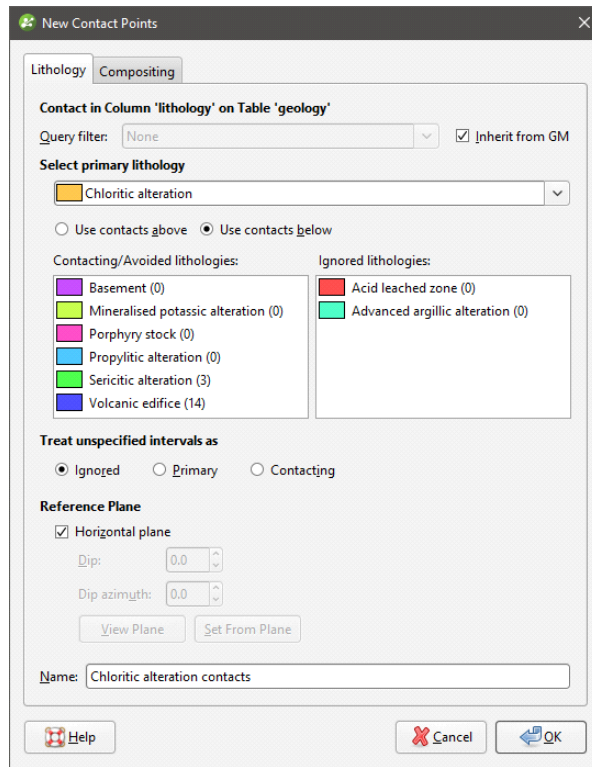 New Contact Points
Lithology Compositing
Contact in Column 'lithology' on Table 'geology'
Query filter: None Inherit from GM
Select primary lithology
Chloritic alteration
Use contacts above Use contacts below
Contacting/Avoided lithologies: Ignored lithologies:
Basement (0) Acid leached zone (0)
Mineralised potassic alteration (0) Advanced argillic alteration (0)
Porphyry stock (0)
Propylitic alteration (0)
Sericitic alteration (3)
Volcanic edifice (14)
Treat unspecified intervals as
Ignored Primary Contacting
Reference Plane
Horizontal plane
Dip: 0.0
Dip azimuth: 0.0
View Plane Set From Plane
Name: Chloritic alteration contacts
Help Cancel OK